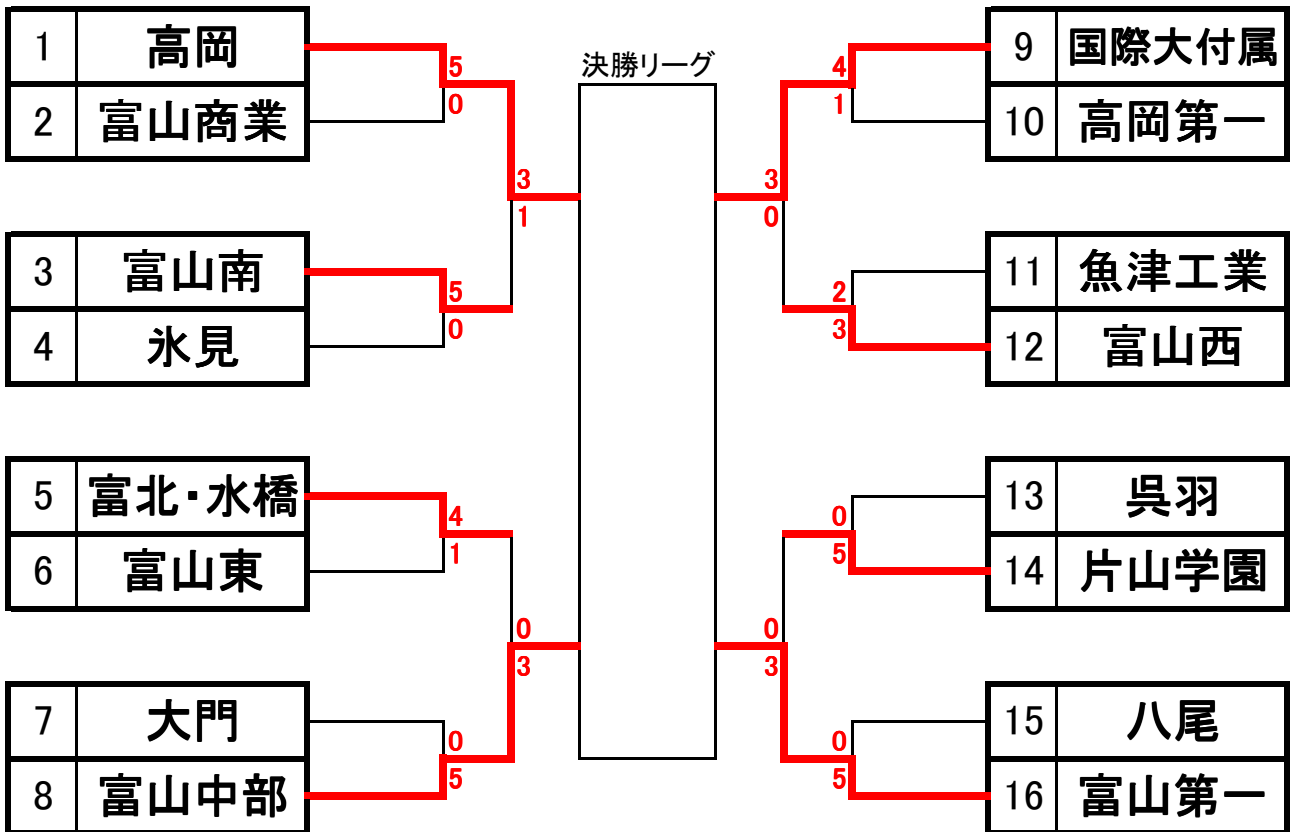 決勝リーグ
1 高岡
2 富山商業
5
0
3 富山南
4 氷見
5
0
3
1
5 富北・水橋
6 富山東
4
1
7 大門
8 富山中部
0
5
0
3
9 国際大付属
10 高岡第一
4
1
11 魚津工業
12 富山西
2
3
3
0
13 呉羽
14 片山学園
0
5
15 八尾
16 富山第一
0
5
0
3